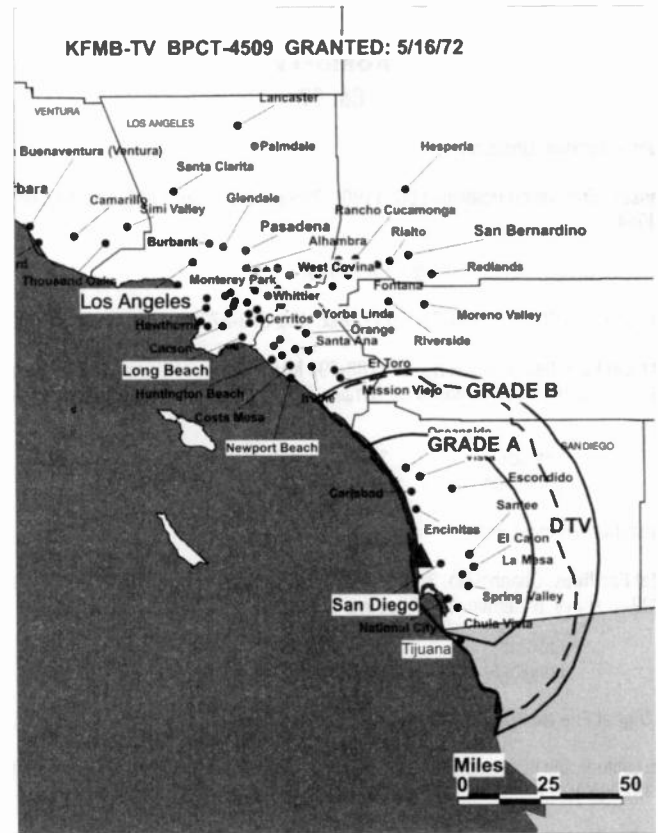 KFMB-TV BPCT-4509 GRANTED: 5/16/72
Lancaster
VENTURA
LOS ANGELES
Palmdale
Buenaventura (Ventura)
Hesperia
Santa Clarita
Camarillo
Simi Valley
Glendale
Rancho Cucamonga
Burbank
Pasadena
Alhambra
Rialto
San Bernardino
Thousand Oaks
Monterey Park
West Covina
Redlands
Fontana
Los Angeles
Whittier
Hawthorne
Cerritos
Yorba Linda
Moreno Valley
Orange
Carson
Santa Ana
Riverside
Long Beach
El Toro
Huntington Beach
Mission Viejo
GRADE B
Costa Mesa
Newport Beach
Oceanside
GRADE A
SAN DIEGO
Vista
Escondido
Carlsbad
Santee
Encinitas
DTV
El Cajon
La Mesa
San Diego
Spring Valley
National City
Chula Vista
Tijuana
Miles
0 25 50